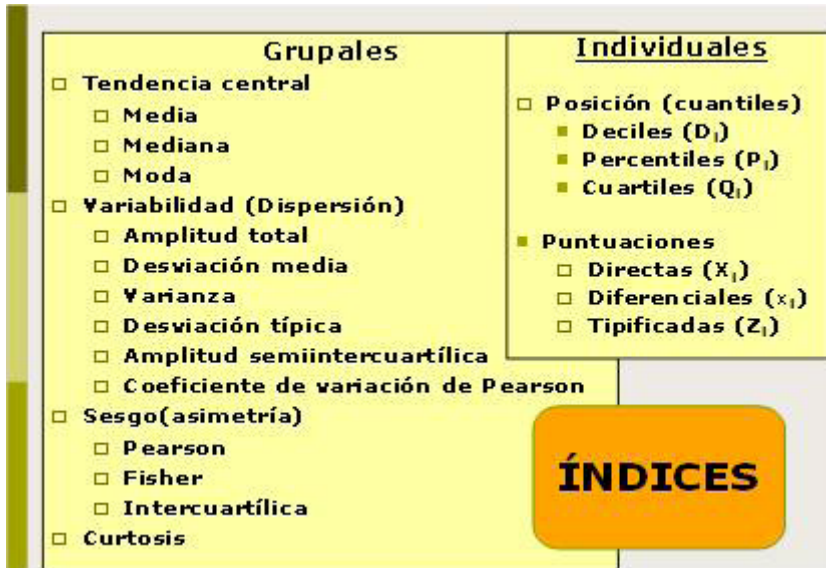 Grupales
Tendencia central
Media
Mediana
Moda
Variabilidad (Dispersión)
Amplitud total
Desviación media
Varianza
Desviación típica
Amplitud semiintercuartílica
Coeficiente de variación de Pearson
Sesgo(asimetría)
Pearson
Fisher
Intercuartílica
Curtosis
Individuales
Posición (cuantiles)
Deciles (Dᵢ)
Percentiles (Pᵢ)
Cuartiles (Qᵢ)
Puntuaciones
Directas (Xᵢ)
Diferenciales (xᵢ)
Tipificadas (Zᵢ)
ÍNDICES